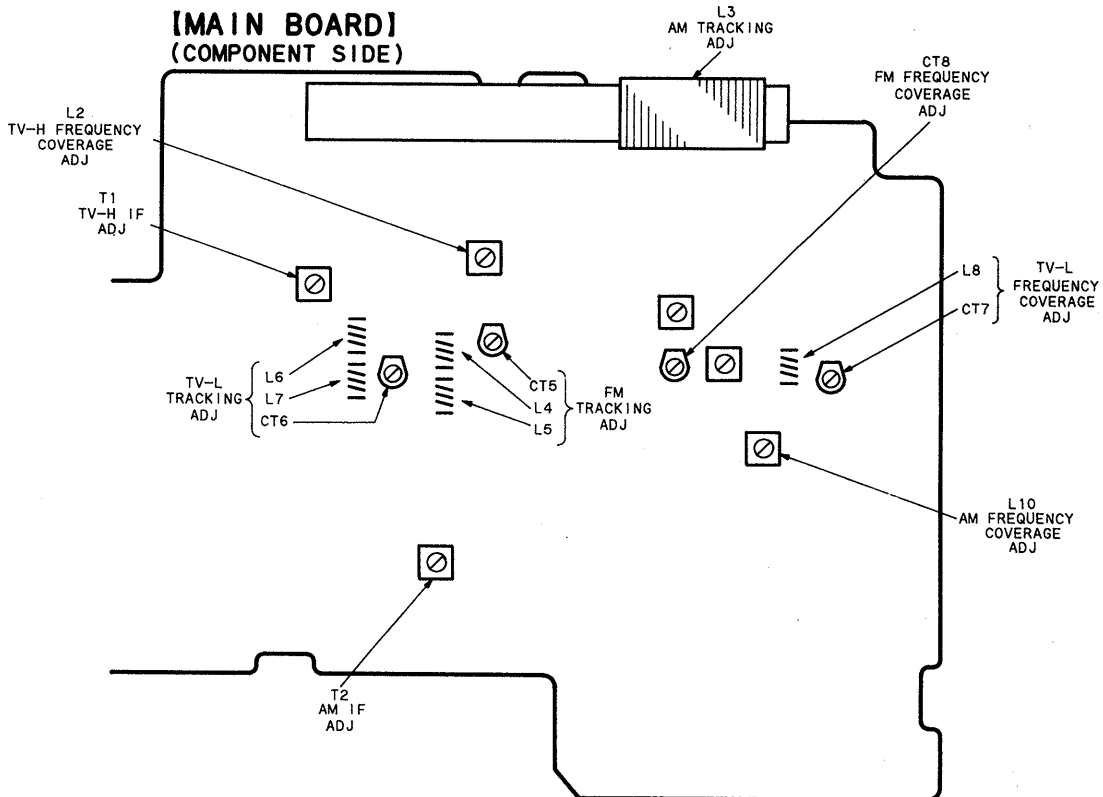 [MAIN BOARD]
(COMPONENT SIDE)
L3
AM TRACKING
ADJ
CT8
FM FREQUENCY
COVERAGE
ADJ
L2
TV-H FREQUENCY
COVERAGE
ADJ
T1
TV-H IF
ADJ
L8
CT7
TV-L
FREQUENCY
COVERAGE
ADJ
TV-L
TRACKING
ADJ
L6
L7
CT6
CT5
L4
L5
FM
TRACKING
ADJ
L10
AM FREQUENCY
COVERAGE
ADJ
T2
AM IF
ADJ